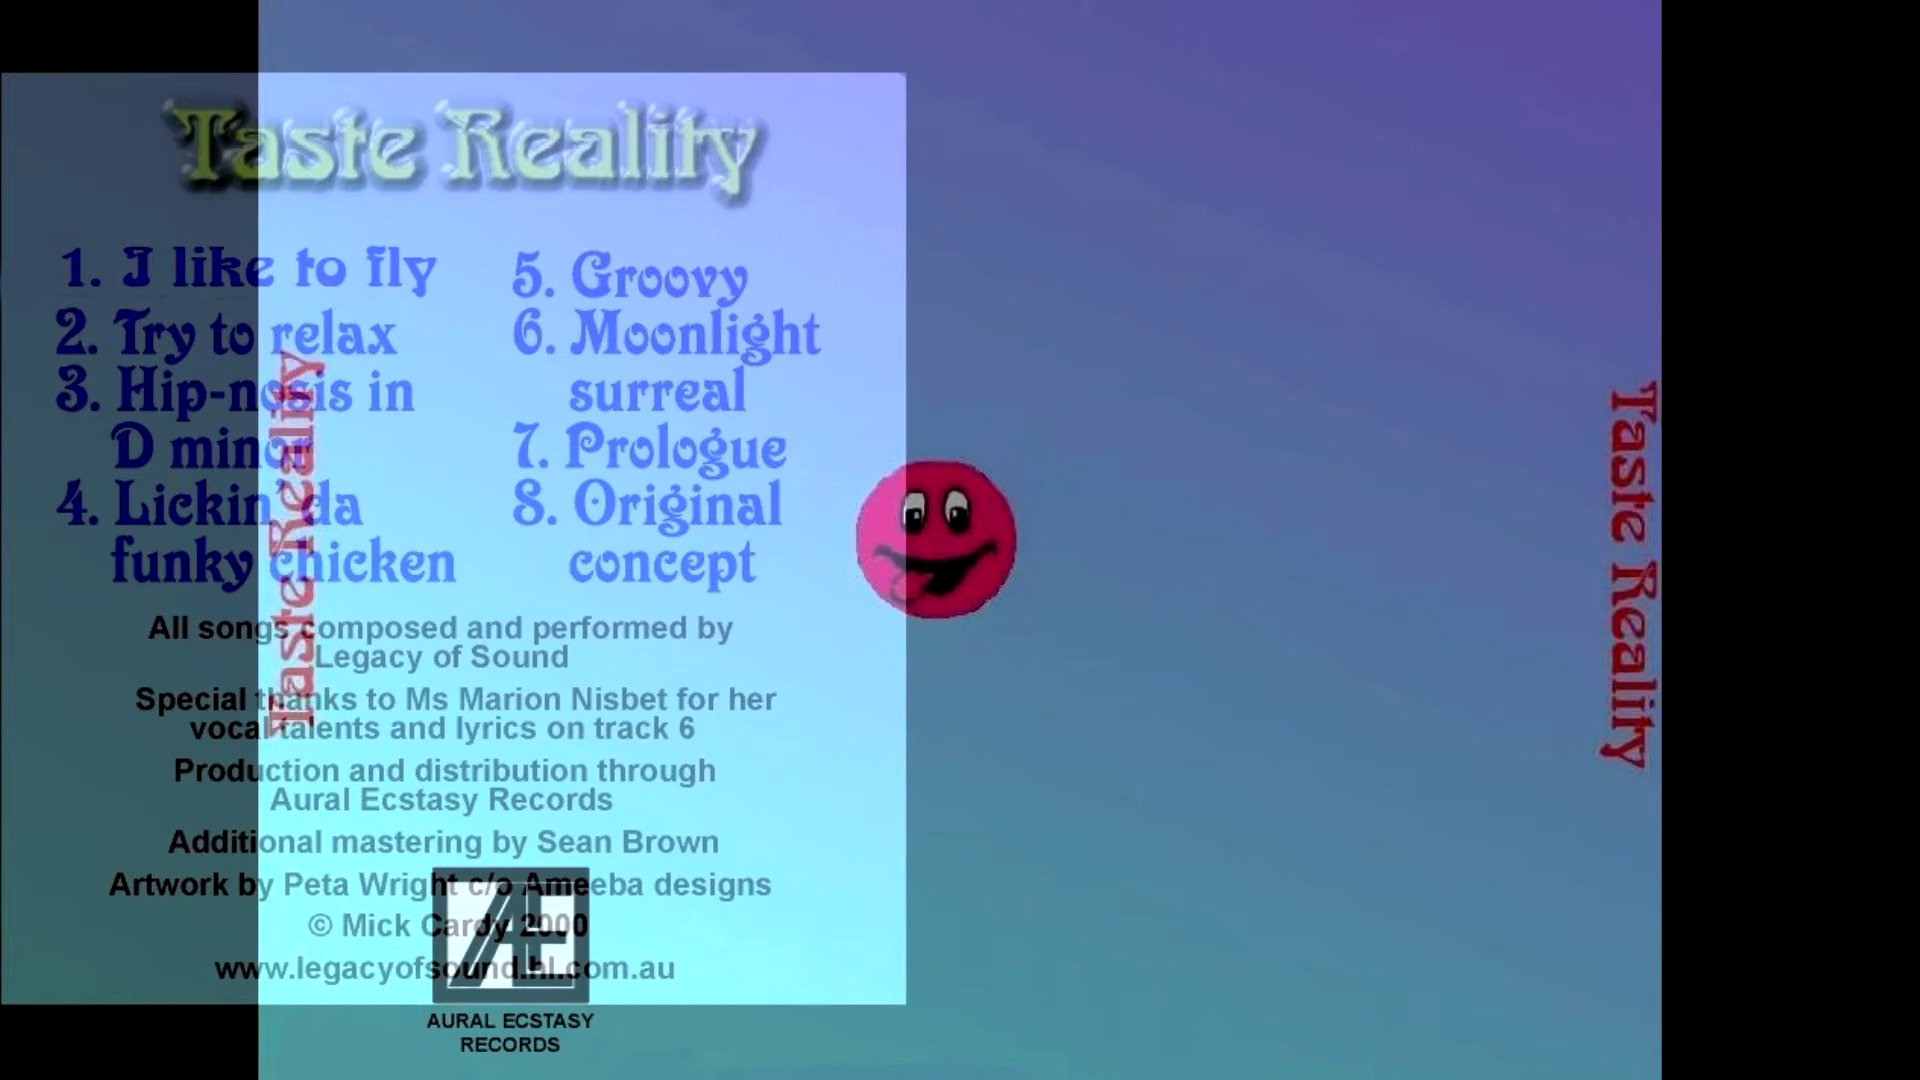 Taste Reality
1. I like to fly
2. Try to relax
3. Hip-nosis in
D minor
4. Lickin' da
funky chicken
5. Groovy
6. Moonlight
surreal
7. Prologue
8. Original
concept
All songs composed and performed by
Legacy of Sound
Special thanks to Ms Marion Nisbet for her
vocal talents and lyrics on track 6
Production and distribution through
Aural Ecstasy Records
Additional mastering by Sean Brown
Artwork by Peta Wright c/o Ameeba designs
© Mick Cardy 2000
www.legacyofsound.hl.com.au
Taste Reality
Taste Reality
Æ
AURAL ECSTASY
RECORDS